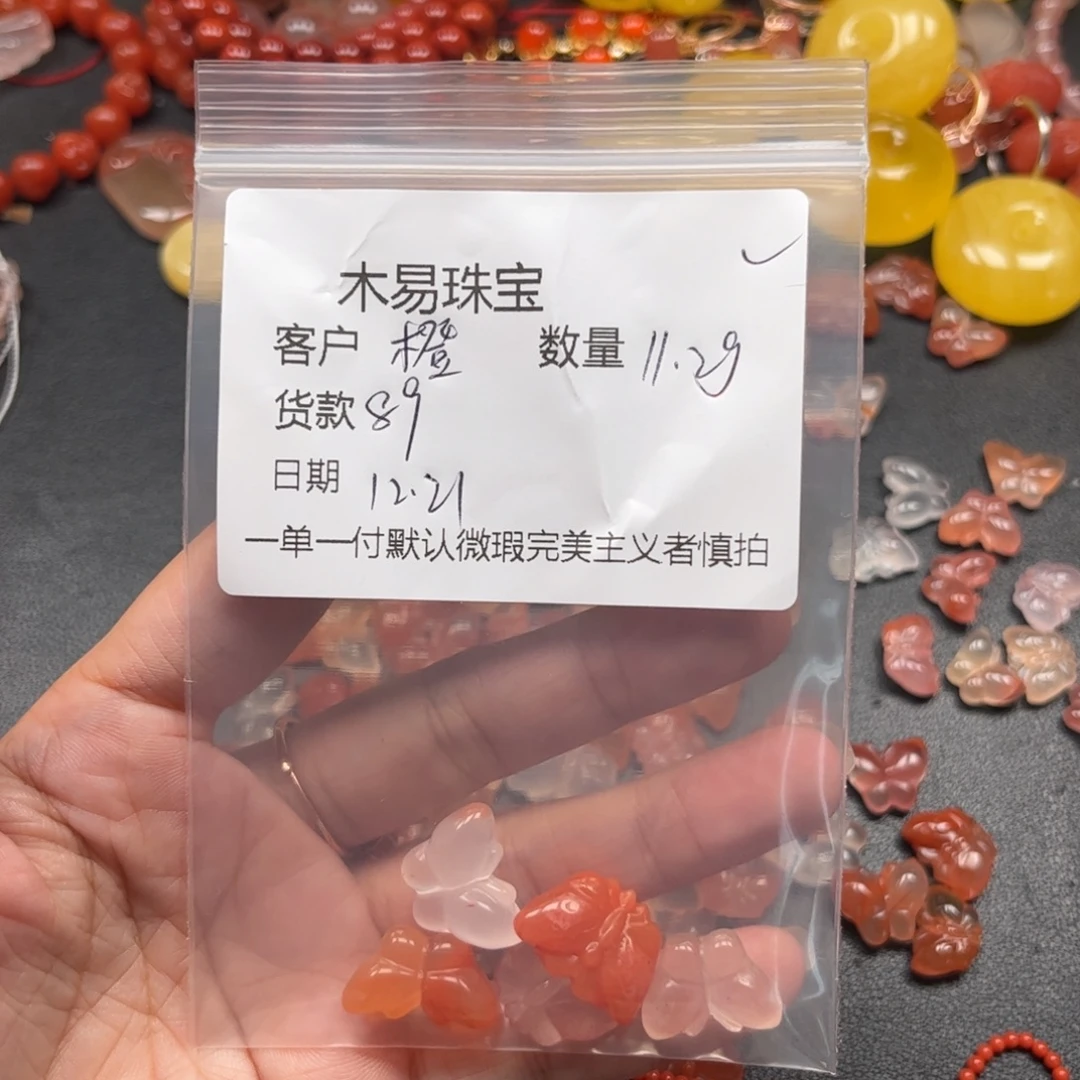 木易珠宝
客户 橙 数量 11.29
货款 89
日期 12.21
一单一付默认微瑕完美主义者慎拍